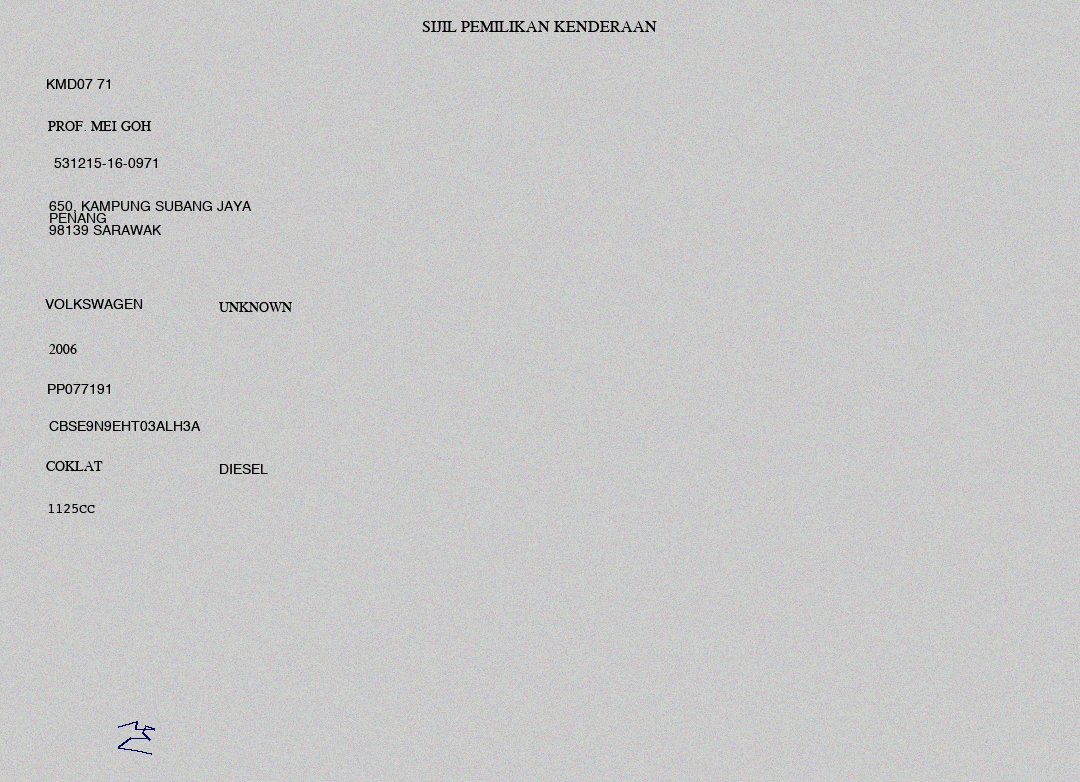 SIJIL PEMILIKAN KENDERAAN
KMD07 71
PROF. MEI GOH
531215-16-0971
650, KAMPUNG SUBANG JAYA
PENANG
98139 SARAWAK
VOLKSWAGEN UNKNOWN
2006
PP077191
CBSE9N9EHT03ALH3A
COKLAT DIESEL
1125CC